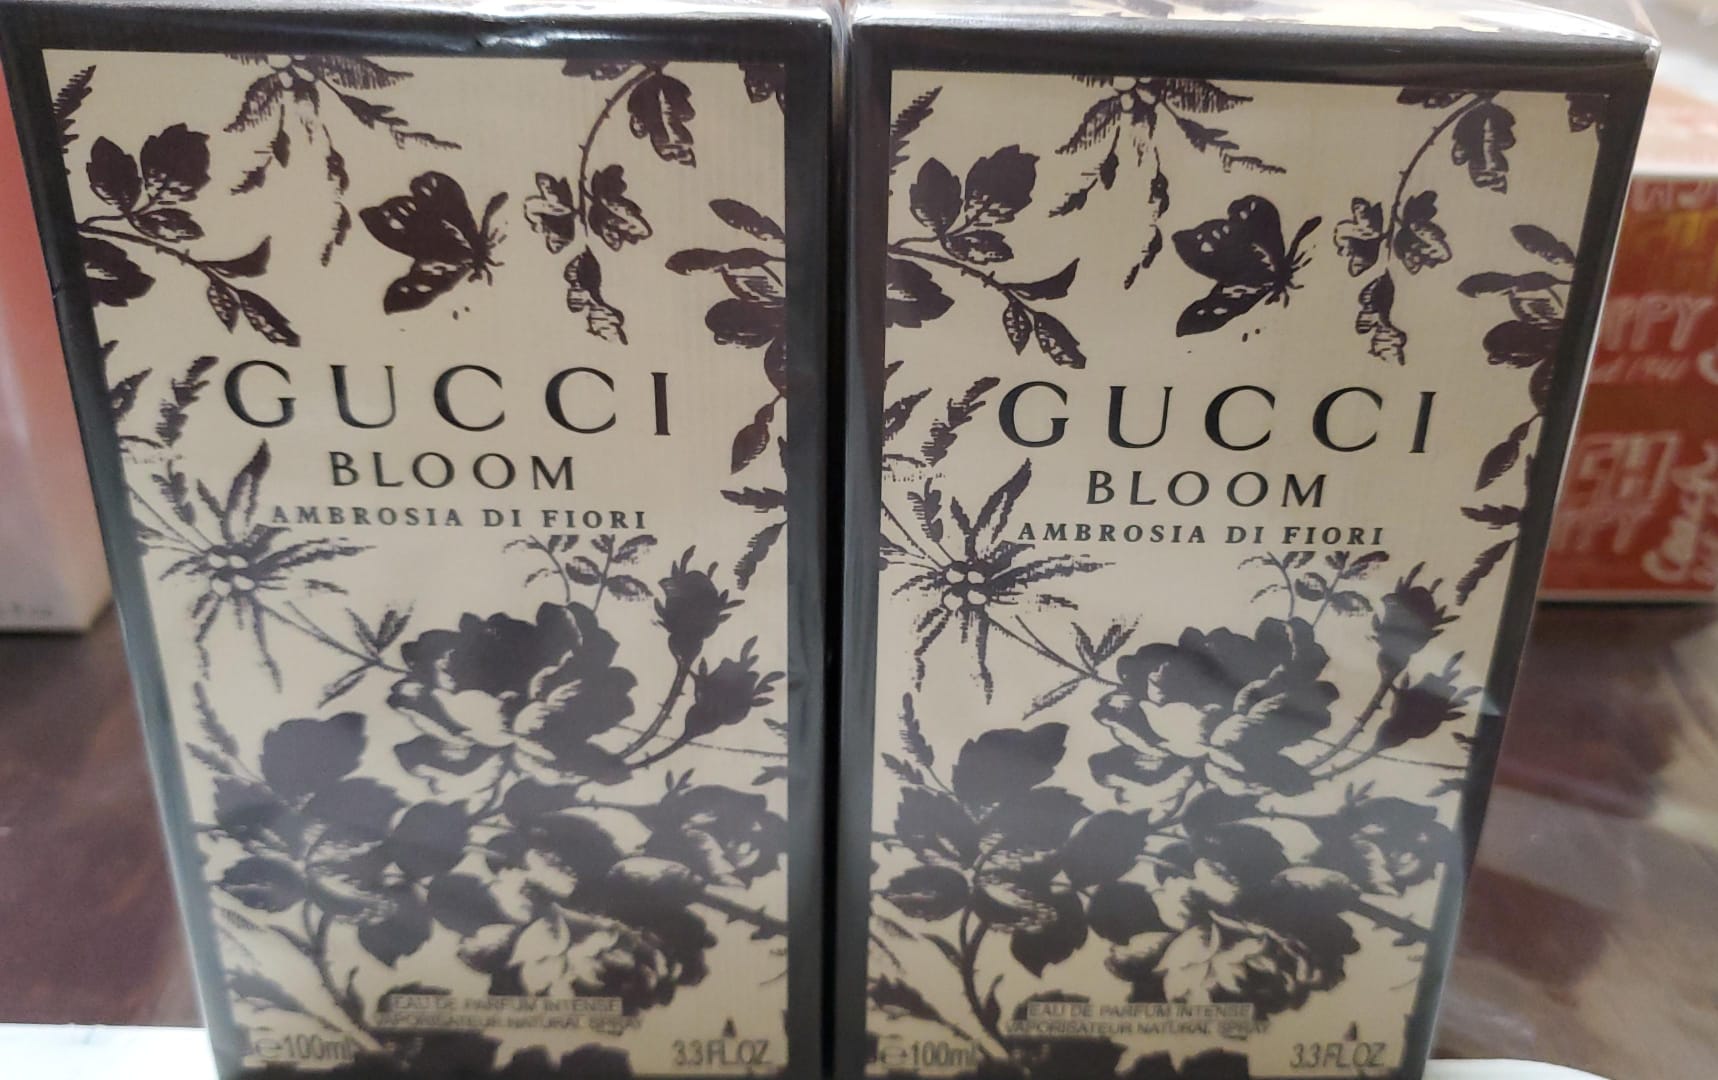 GUCCI
BLOOM
AMBROSIA DI FIORI
EAU DE PARFUM INTENSE
VAPORISATEUR NATURAL SPRAY
℮100ml
3.3 FL.OZ.
GUCCI
BLOOM
AMBROSIA DI FIORI
EAU DE PARFUM INTENSE
VAPORISATEUR NATURAL SPRAY
℮100ml
3.3 FL.OZ.